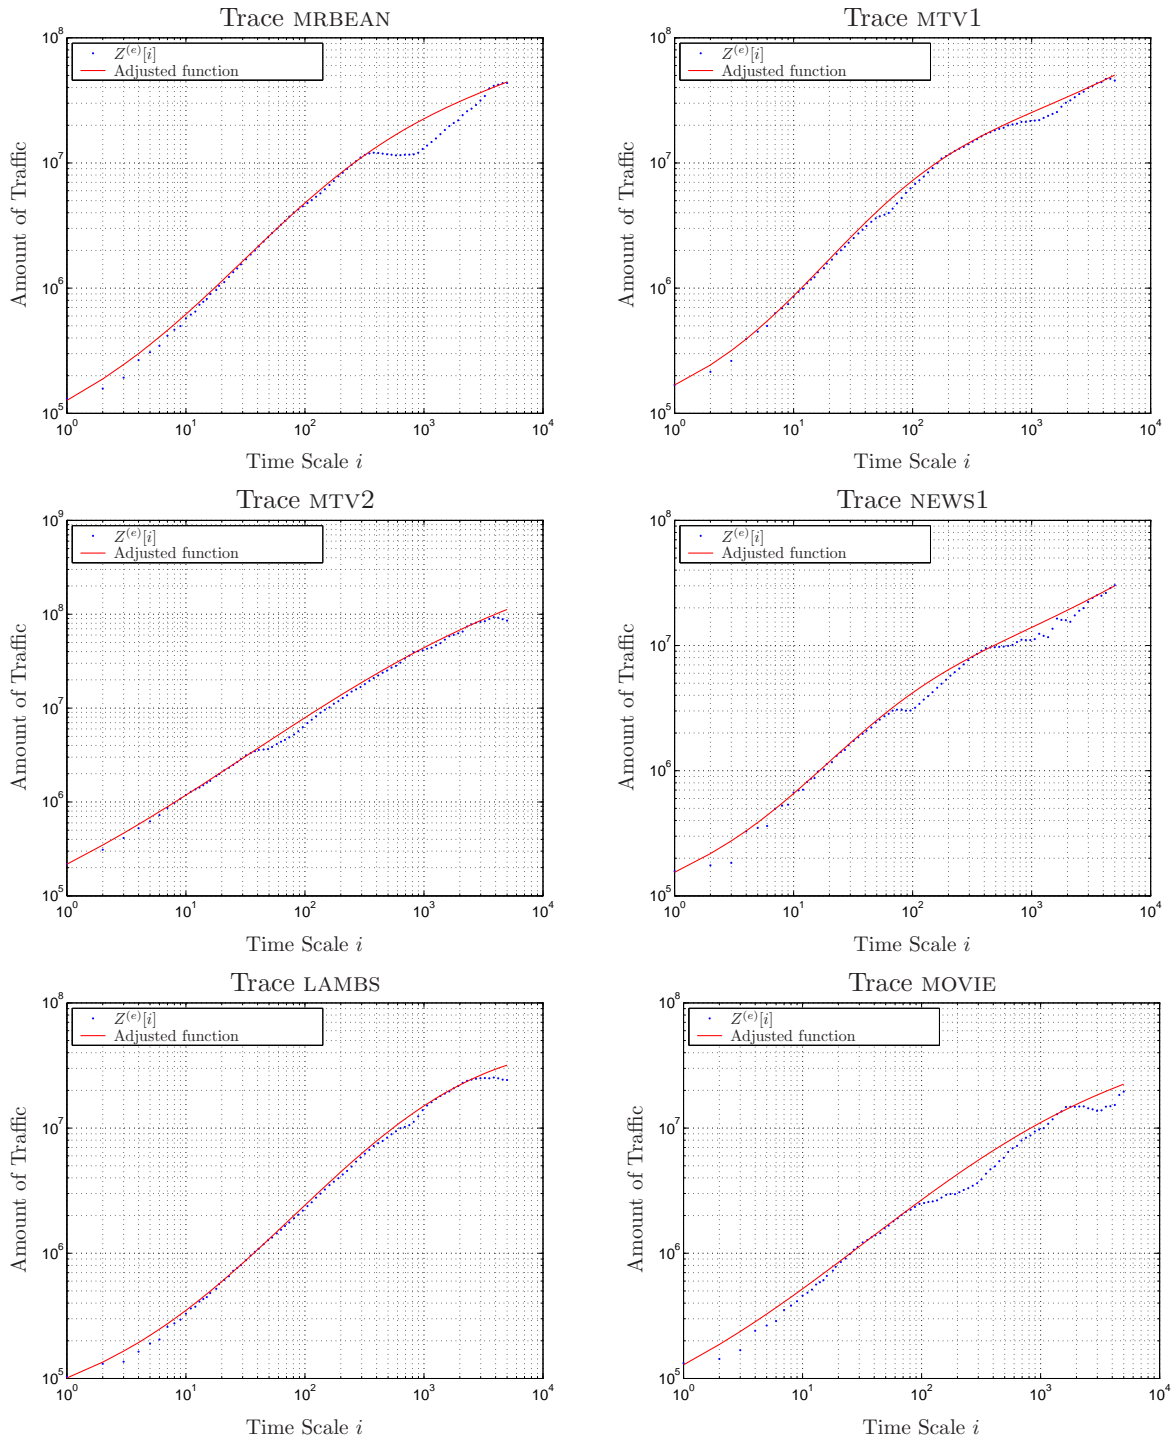 Trace MRBEAN
10^8
Z^(e)[i]
Adjusted function
10^7
Amount of Traffic
10^6
10^5
10^0 10^1 10^2 10^3 10^4
Time Scale i
Trace MTV1
10^8
Z^(e)[i]
Adjusted function
10^7
Amount of Traffic
10^6
10^5
10^0 10^1 10^2 10^3 10^4
Time Scale i
Trace MTV2
10^9
Z^(e)[i]
Adjusted function
10^8
Amount of Traffic
10^7
10^6
10^5
10^0 10^1 10^2 10^3 10^4
Time Scale i
Trace NEWS1
10^8
Z^(e)[i]
Adjusted function
10^7
Amount of Traffic
10^6
10^5
10^0 10^1 10^2 10^3 10^4
Time Scale i
Trace LAMBS
10^8
Z^(e)[i]
Adjusted function
10^7
Amount of Traffic
10^6
10^5
10^0 10^1 10^2 10^3 10^4
Time Scale i
Trace MOVIE
10^8
Z^(e)[i]
Adjusted function
10^7
Amount of Traffic
10^6
10^5
10^0 10^1 10^2 10^3 10^4
Time Scale i